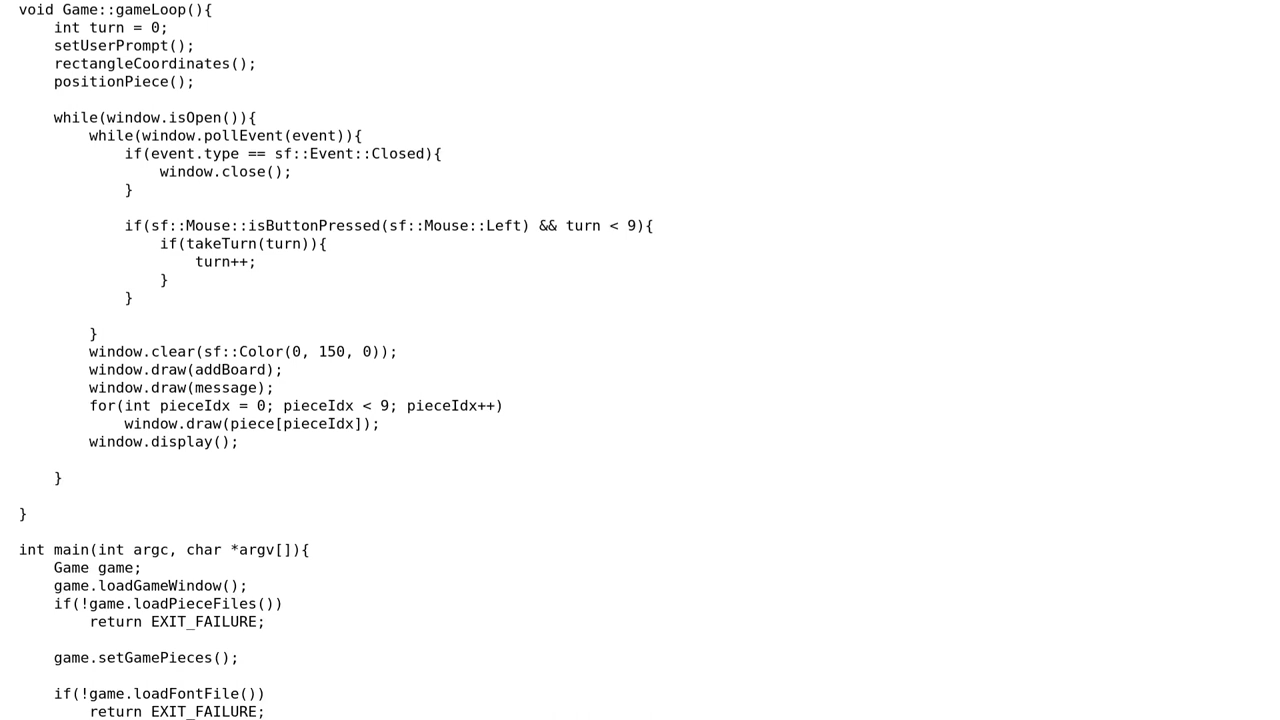 void Game::gameLoop(){
    int turn = 0;
    setUserPrompt();
    rectangleCoordinates();
    positionPiece();

    while(window.isOpen()){
        while(window.pollEvent(event)){
            if(event.type == sf::Event::Closed){
                window.close();
            }

            if(sf::Mouse::isButtonPressed(sf::Mouse::Left) && turn < 9){
                if(takeTurn(turn)){
                    turn++;
                }
            }

        }
        window.clear(sf::Color(0, 150, 0));
        window.draw(addBoard);
        window.draw(message);
        for(int pieceIdx = 0; pieceIdx < 9; pieceIdx++)
            window.draw(piece[pieceIdx]);
        window.display();

    }

}

int main(int argc, char *argv[]){
    Game game;
    game.loadGameWindow();
    if(!game.loadPieceFiles())
        return EXIT_FAILURE;

    game.setGamePieces();

    if(!game.loadFontFile())
        return EXIT_FAILURE;